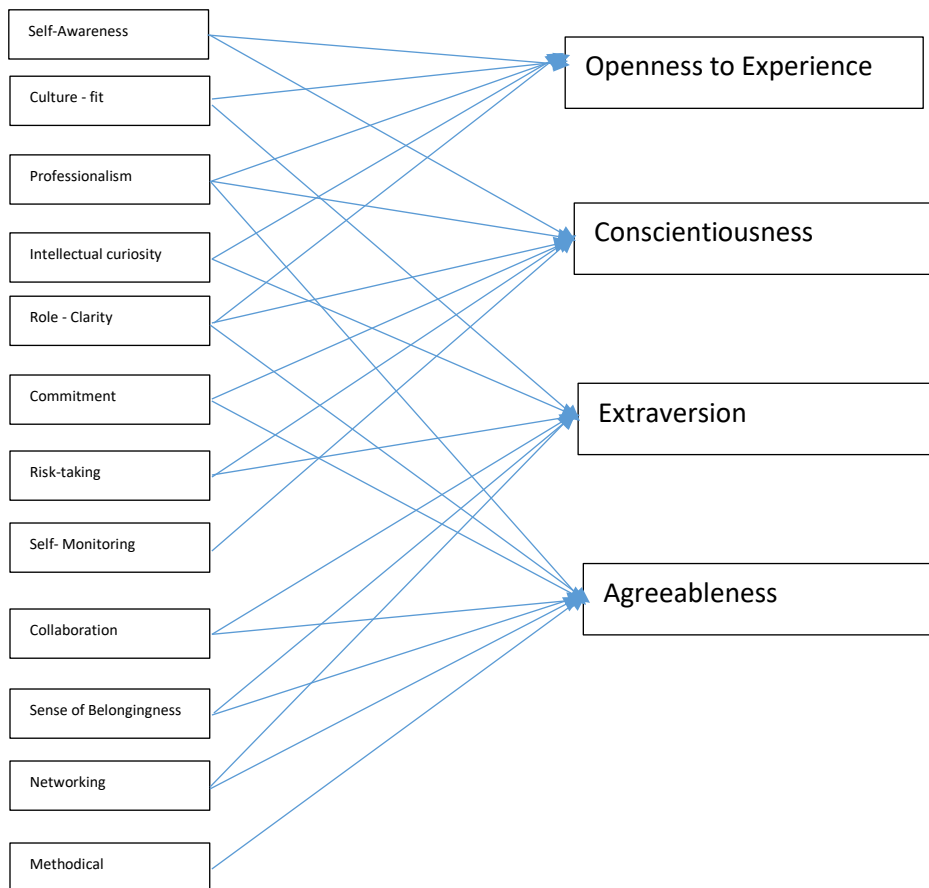 Self-Awareness
Openness to Experience
Culture - fit
Professionalism
Conscientiousness
Intellectual curiosity
Role - Clarity
Commitment
Extraversion
Risk-taking
Self- Monitoring
Agreeableness
Collaboration
Sense of Belongingness
Networking
Methodical